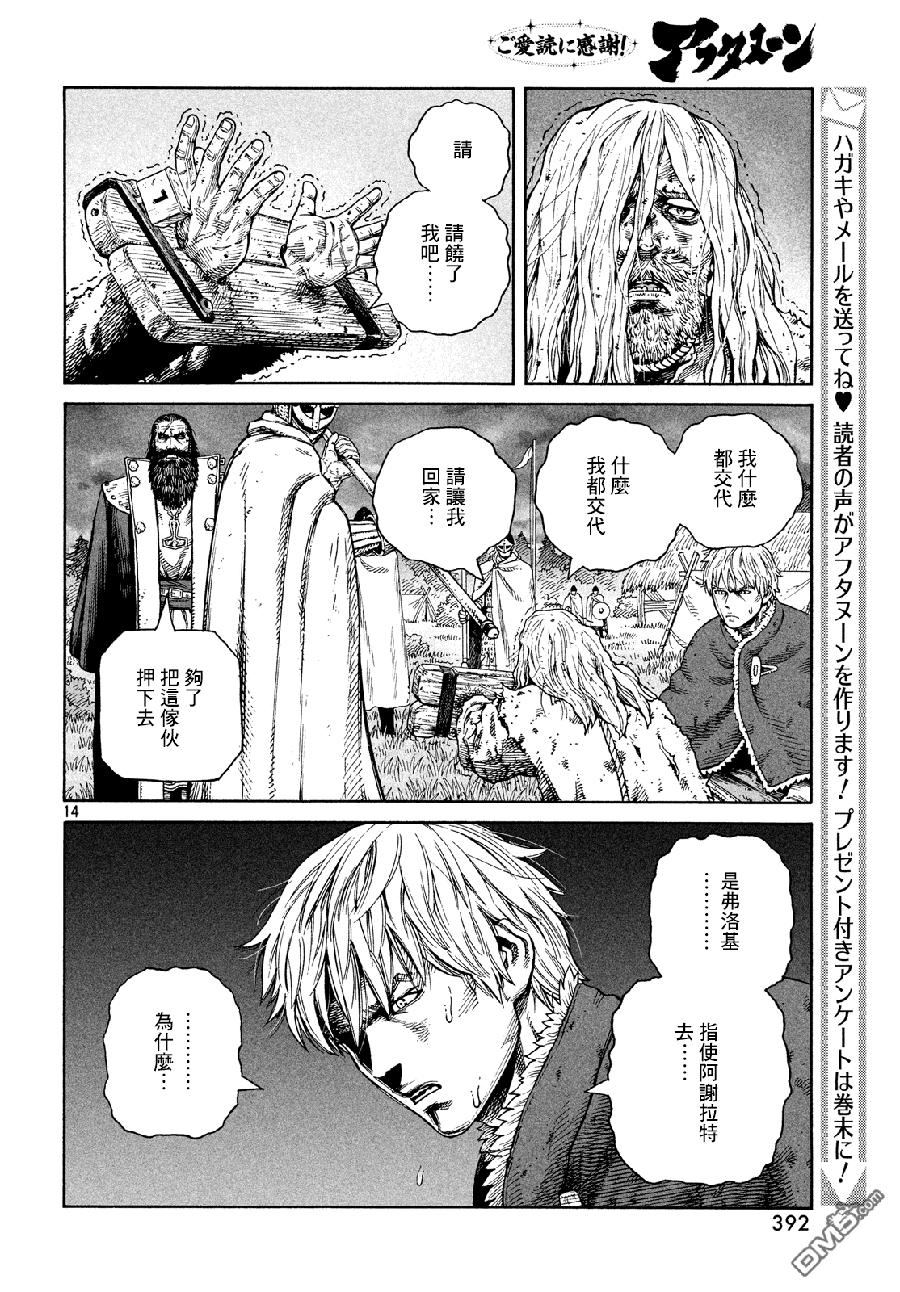 ご愛読に感謝!
アフタヌーン
ハガキやメールを送ってね♥ 読者の声がアフタヌーンを作ります! プレゼント付きアンケートは巻末に!
請
請饒了
我吧……
我什麼
都交代
什麼
我都交代
請讓我
回家…
夠了
把這傢伙
押下去
14
是弗洛基
…………
指使阿謝拉特
去……
…………
為什麼…
392
DM5.com